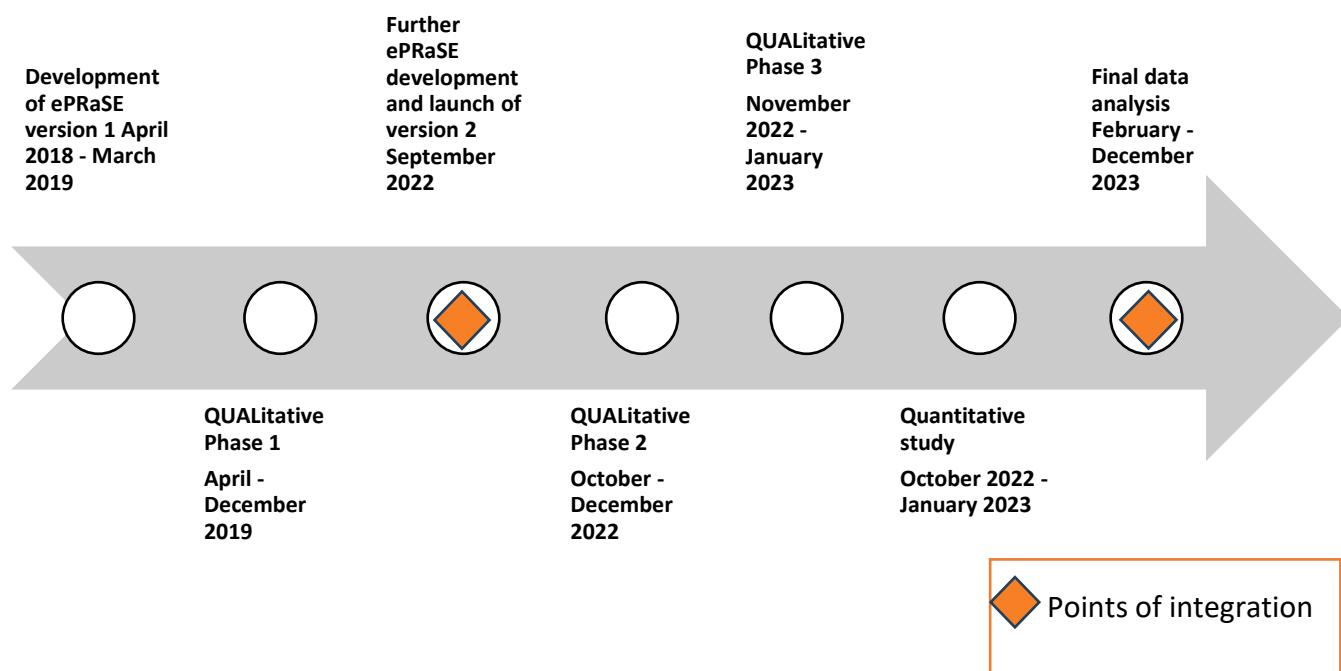 Development
of ePRaSE
version 1 April
2018 - March
2019
Further
ePRaSE
development
and launch of
version 2
September
2022
QUALitative
Phase 3
November
2022 -
January
2023
Final data
analysis
February -
December
2023
QUALitative
Phase 1
April -
December
2019
QUALitative
Phase 2
October -
December
2022
Quantitative
study
October 2022 -
January 2023
Points of integration